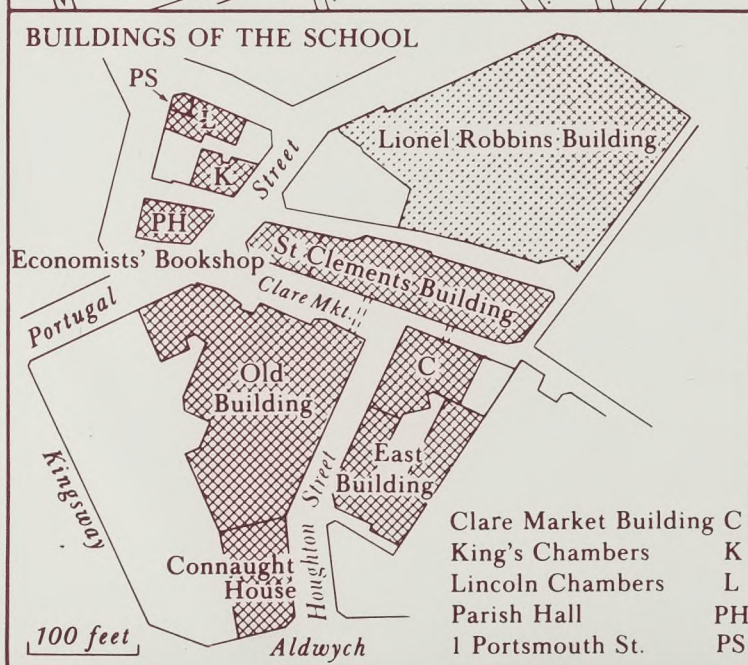 BUILDINGS OF THE SCHOOL
PS
L
K
PH
Street
Lionel Robbins Building
Economists' Bookshop
St Clements Building
Clare Mkt.
Portugal
Old
Building
C
East
Building
Kingsway
Houghton Street
Connaught
House
Aldwych
100 feet
Clare Market Building C
King's Chambers K
Lincoln Chambers L
Parish Hall PH
1 Portsmouth St. PS